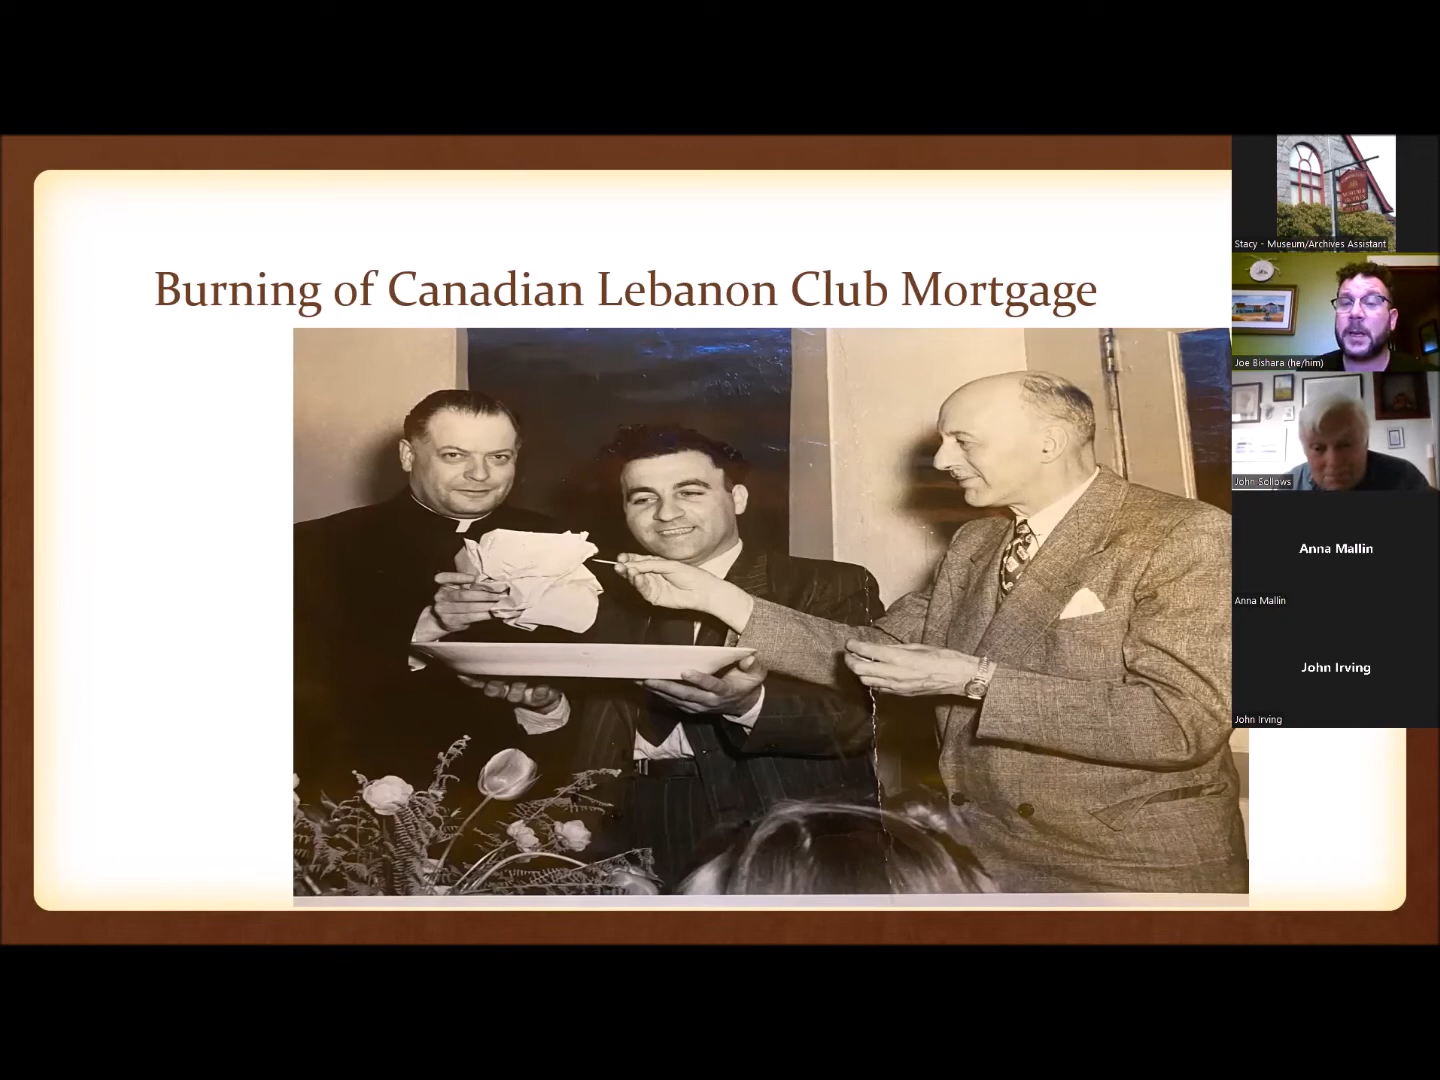 Burning of Canadian Lebanon Club Mortgage
Stacy - Museum/Archives Assistant
Joe Bishara (he/him)
John Sollows
Anna Mallin
Anna Mallin
John Irving
John Irving